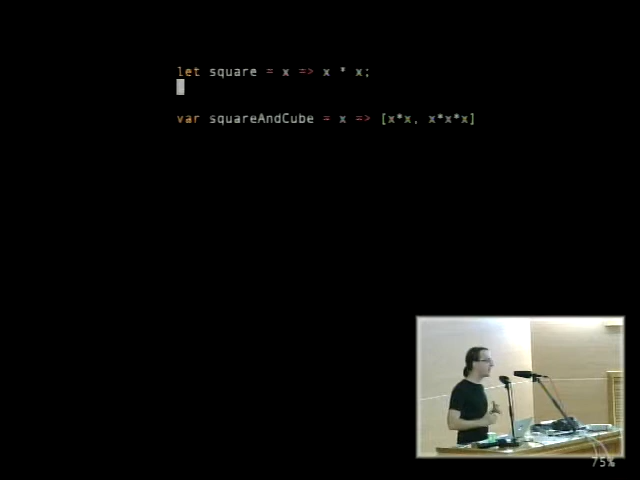 let square = x => x * x;
var squareAndCube = x => [x*x, x*x*x]
75%